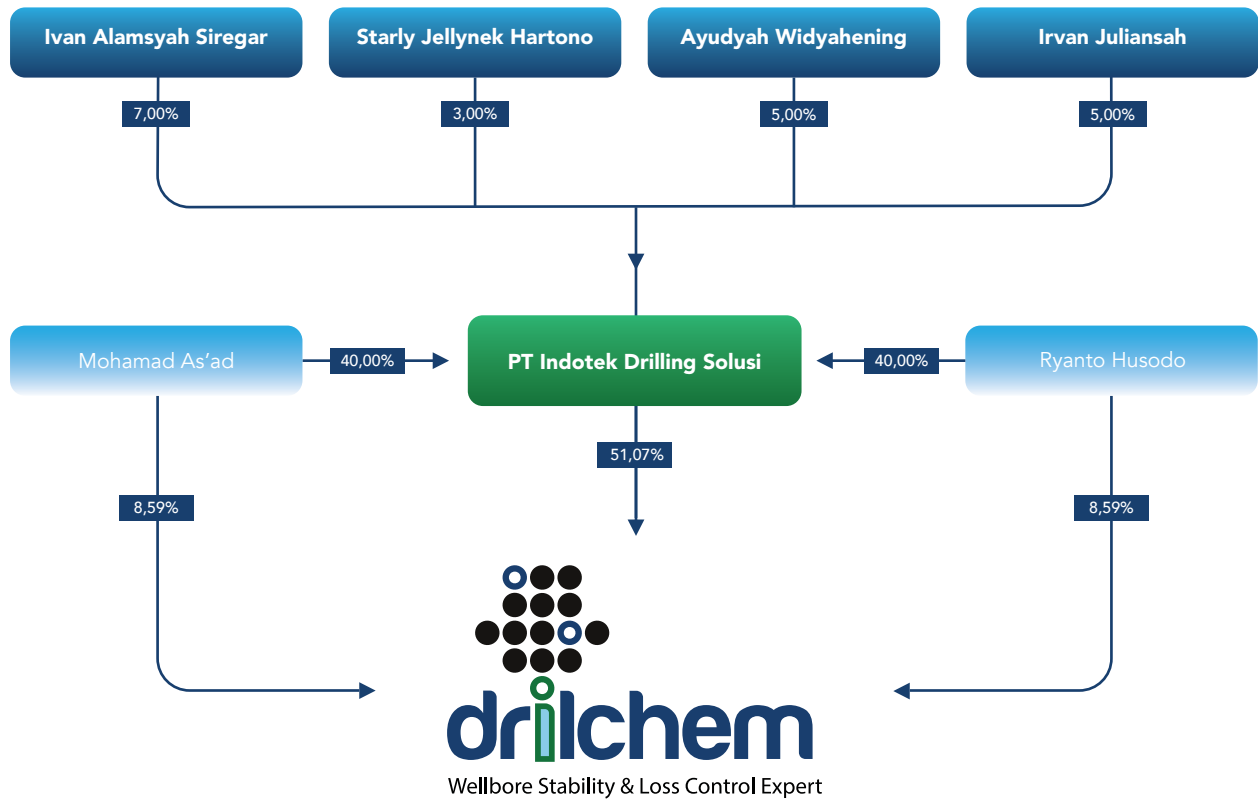 Ivan Alamsyah Siregar
Starly Jellynek Hartono
Ayudyah Widyahening
Irvan Juliansah
7,00%
3,00%
5,00%
5,00%
Mohamad As’ad
40,00%
PT Indotek Drilling Solusi
40,00%
Ryanto Husodo
51,07%
8,59%
8,59%
drilchem
Wellbore Stability & Loss Control Expert